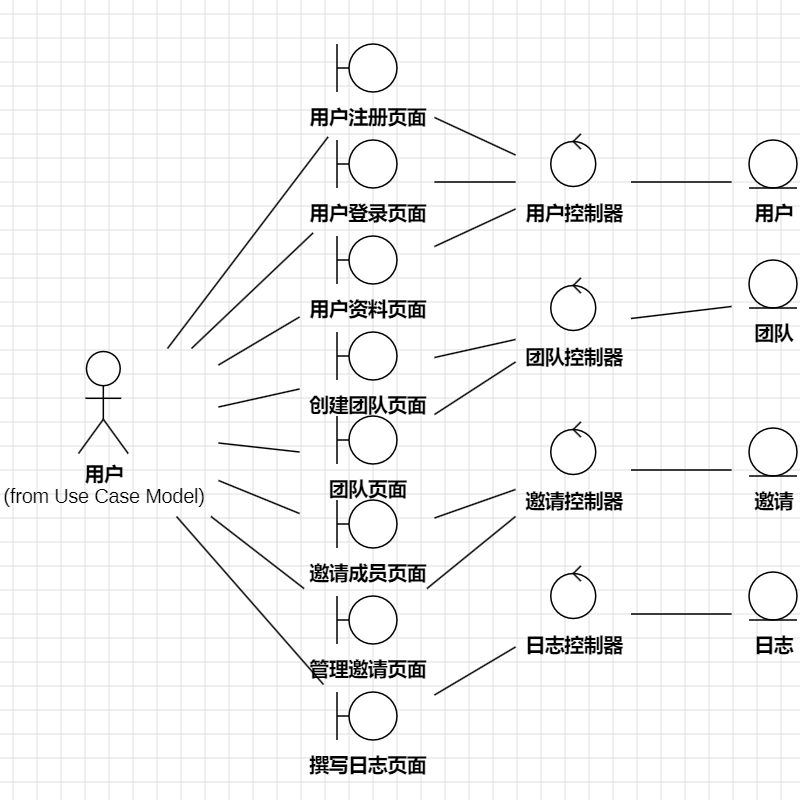 用户注册页面
用户登录页面
用户控制器
用户
用户资料页面
团队控制器
团队
创建团队页面
用户
(from Use Case Model)
团队页面
邀请控制器
邀请
邀请成员页面
管理邀请页面
日志控制器
日志
撰写日志页面